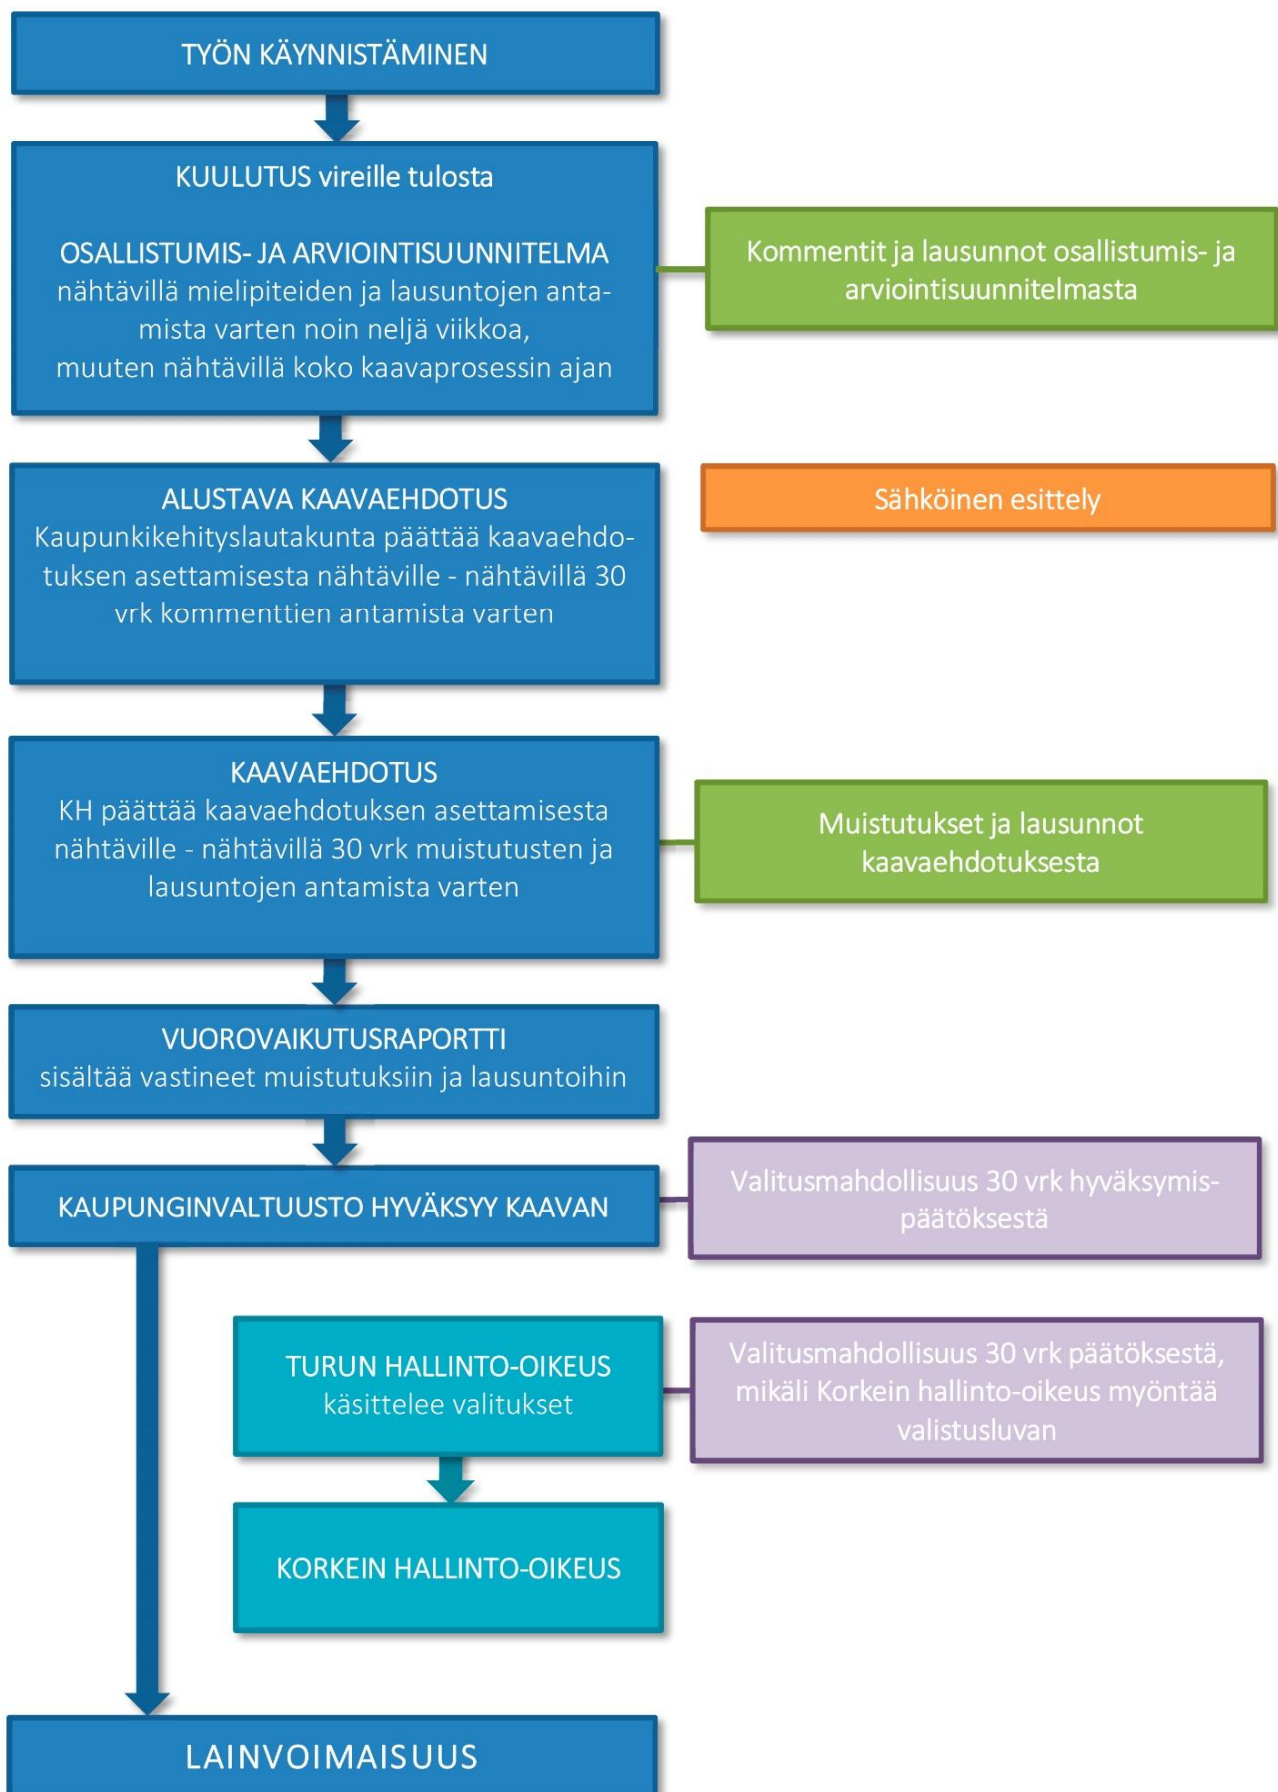 TYÖN KÄYNNISTÄMINEN
KUULUTUS vireille tulosta
OSALLISTUMIS- JA ARVIOINTISUUNNITELMA
nähtävillä mielipiteiden ja lausuntojen anta-
mista varten noin neljä viikkoa,
muuten nähtävillä koko kaavaprosessin ajan
Kommentit ja lausunnot osallistumis- ja
arviointisuunnitelmasta
ALUSTAVA KAAVAEHDOTUS
Kaupunkikehityslautakunta päättää kaavaehdo-
tuksen asettamisesta nähtäville - nähtävillä 30
vrk kommenttien antamista varten
Sähköinen esittely
KAAVAEHDOTUS
KH päättää kaavaehdotuksen asettamisesta
nähtäville - nähtävillä 30 vrk muistutusten ja
lausuntojen antamista varten
Muistutukset ja lausunnot
kaavaehdotuksesta
VUOROVAIKUTUSRAPORTTI
sisältää vastineet muistutuksiin ja lausuntoihin
KAUPUNGINVALTUUSTO HYVÄKSYY KAAVAN
Valitusmahdollisuus 30 vrk hyväksymis-
päätöksestä
TURUN HALLINTO-OIKEUS
käsittelee valitukset
Valitusmahdollisuus 30 vrk päätöksestä,
mikäli Korkein hallinto-oikeus myöntää
valistusluvan
KORKEIN HALLINTO-OIKEUS
LAINVOIMAISUUS